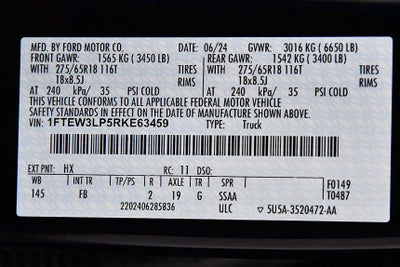 MFD. BY FORD MOTOR CO. 06/24 GVWR: 3016 KG (6650 LB)
FRONT GAWR: 1565 KG (3450 LB) REAR GAWR: 1542 KG (3400 LB)
WITH 275/65R18 116T TIRES WITH 275/65R18 116T TIRES
18x8.5J 18x8.5J
AT 240 kPa/ 35 PSI COLD AT 240 kPa/ 35 PSI COLD
THIS VEHICLE CONFORMS TO ALL APPLICABLE FEDERAL MOTOR VEHICLE
SAFETY STANDARDS IN EFFECT ON THE DATE OF MANUFACTURE SHOWN ABOVE.
VIN: 1FTEW3LP5RKE63459 TYPE: Truck
EXT PNT: HX RC: 11 DSO: F0149
WB INT TR TP/PS R AXLE TR SPR T0487
145 FB 2 19 G SSAA
2202406285836 ULC 5U5A-3520472-AA